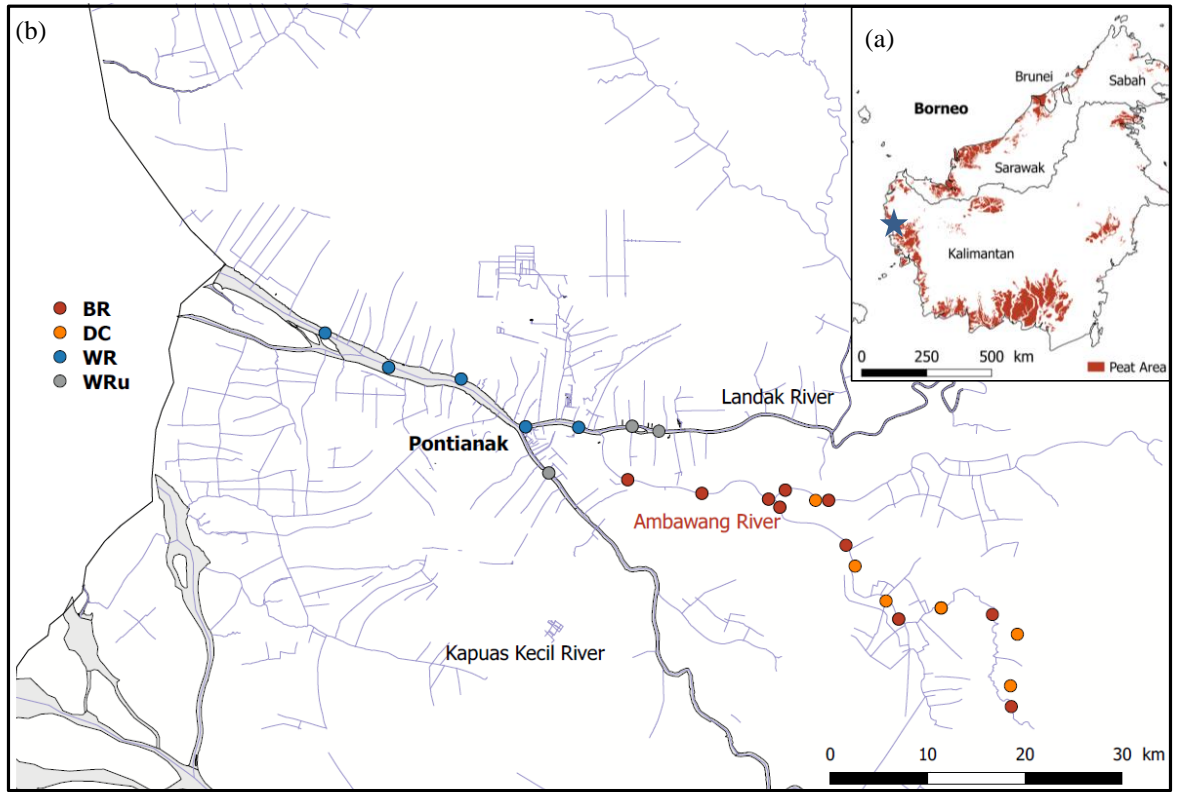 (b)
(a)
Brunei
Sabah
Borneo
Sarawak
Kalimantan
0 250 500 km
Peat Area
BR
DC
WR
WRu
Landak River
Pontianak
Ambawang River
Kapuas Kecil River
0 10 20 30 km